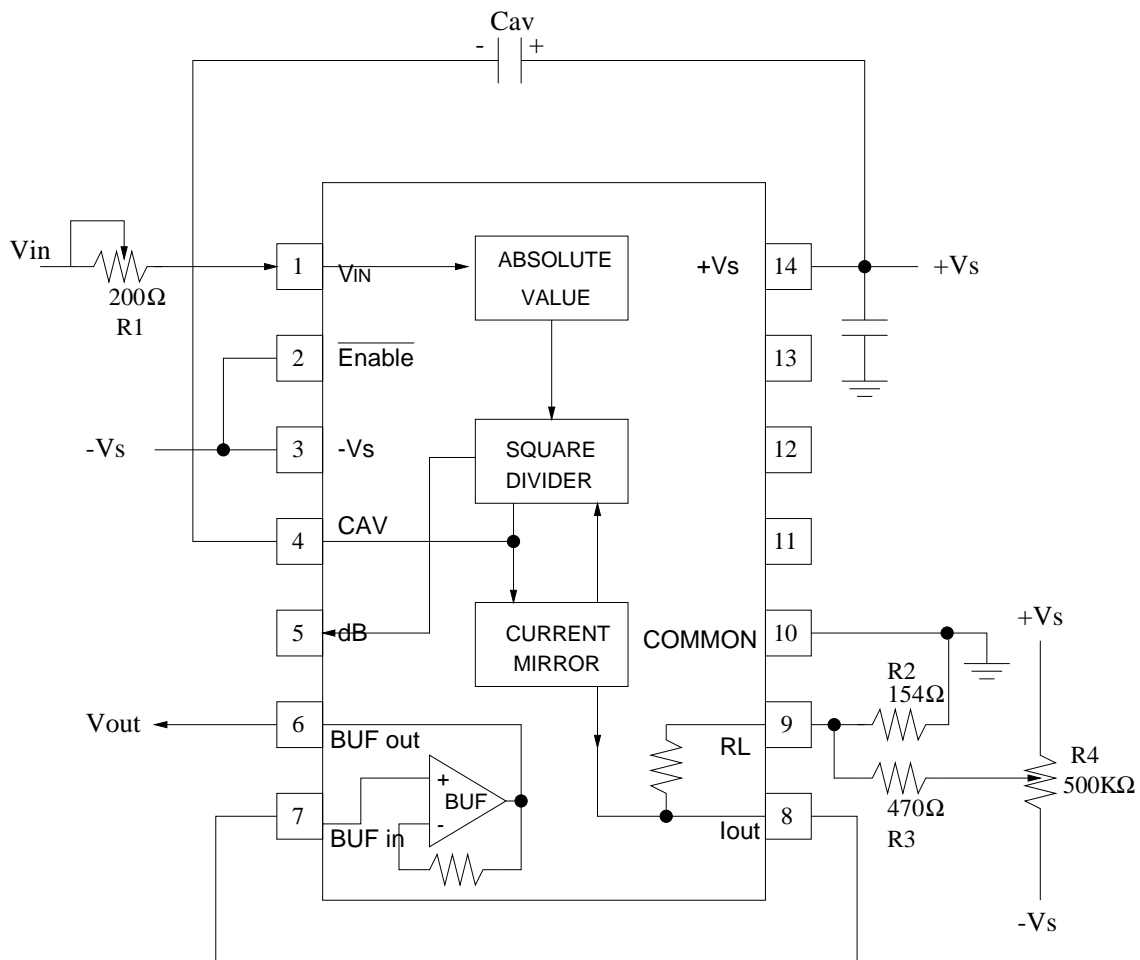 Cav
- +
Vin
200Ω
R1
1
VIN
ABSOLUTE
VALUE
+Vs
14
+Vs
2
Enable
13
-Vs
3
-Vs
SQUARE
DIVIDER
12
4
CAV
11
5
dB
CURRENT
MIRROR
COMMON
10
+Vs
R2
154Ω
Vout
6
BUF out
RL
9
R4
500KΩ
+
BUF
-
7
BUF in
Iout
8
470Ω
R3
-Vs